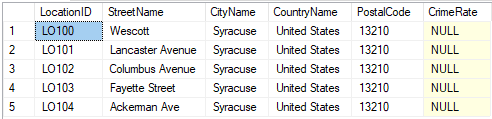 LocationID StreetName CityName CountryName PostalCode CrimeRate
1 LO100 Wescott Syracuse United States 13210 NULL
2 LO101 Lancaster Avenue Syracuse United States 13210 NULL
3 LO102 Columbus Avenue Syracuse United States 13210 NULL
4 LO103 Fayette Street Syracuse United States 13210 NULL
5 LO104 Ackerman Ave Syracuse United States 13210 NULL